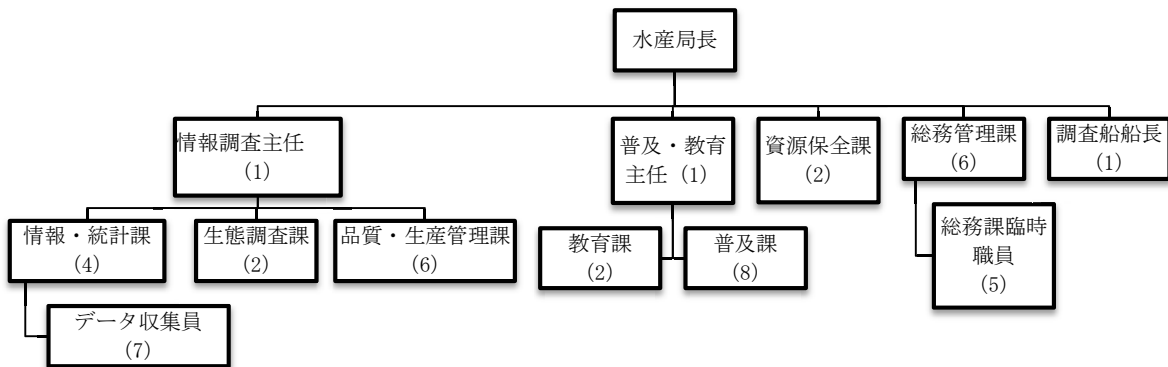 水産局長
情報調査主任
(1)
普及・教育
主任 (1)
資源保全課
(2)
総務管理課
(6)
調査船船長
(1)
情報・統計課
(4)
生態調査課
(2)
品質・生産管理課
(6)
教育課
(2)
普及課
(8)
総務課臨時
職員
(5)
データ収集員
(7)